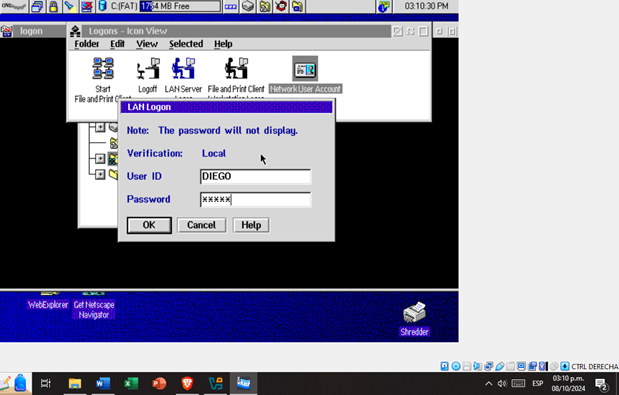 C:(FAT) 1734 MB Free
03:10:30 PM
logon
Logons - Icon View
Folder Edit View Selected Help
Start
File and Print Client
Logoff
LAN Server
File and Print Client
Network User Account
LAN Logon
Note: The password will not display.
Verification: Local
User ID DIEGO
Password *****
OK Cancel Help
WebExplorer
Get Netscape
Navigator
Shredder
CTRL DERECHA
ESP
03:10 p.m.
08/10/2024
2